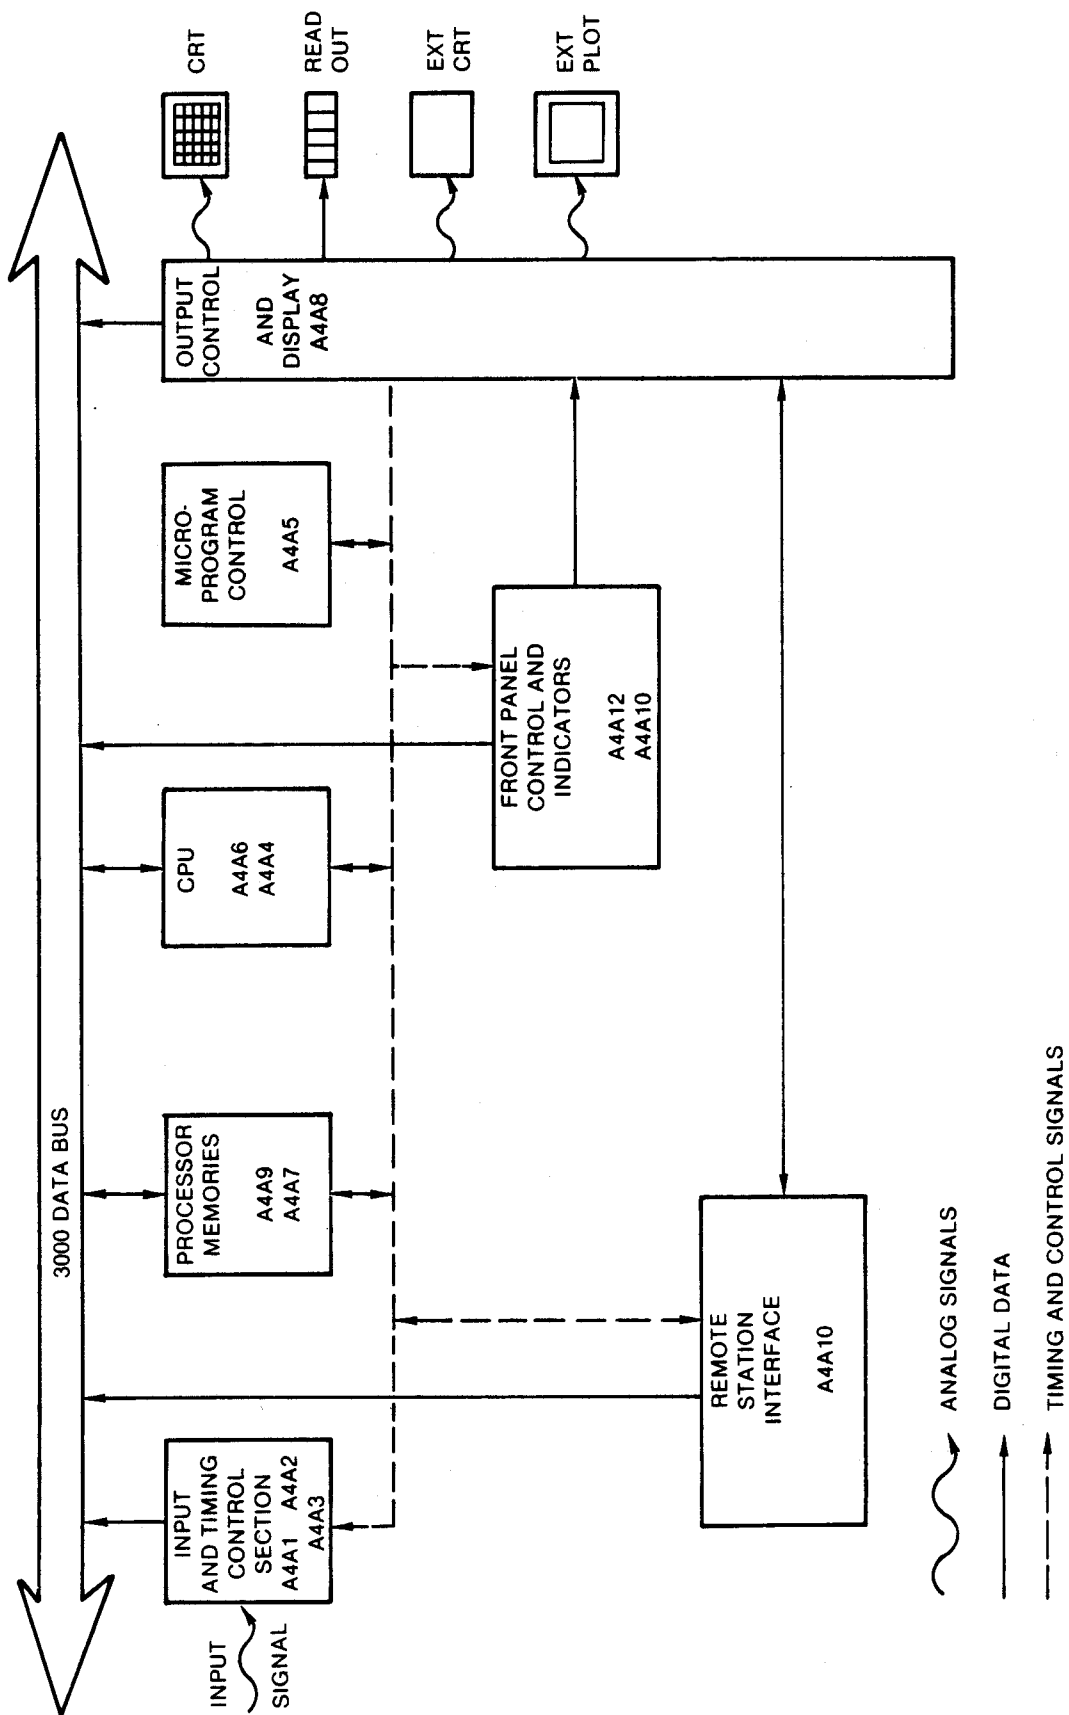 3000 DATA BUS
INPUT
SIGNAL
INPUT
AND TIMING
CONTROL
SECTION
A4A1 A4A2
A4A3
PROCESSOR
MEMORIES
A4A9
A4A7
CPU
A4A6
A4A4
MICRO-
PROGRAM
CONTROL
A4A5
OUTPUT
CONTROL
AND
DISPLAY
A4A8
CRT
READ
OUT
EXT
CRT
EXT
PLOT
FRONT PANEL
CONTROL AND
INDICATORS
A4A12
A4A10
REMOTE
STATION
INTERFACE
A4A10
ANALOG SIGNALS
DIGITAL DATA
TIMING AND CONTROL SIGNALS